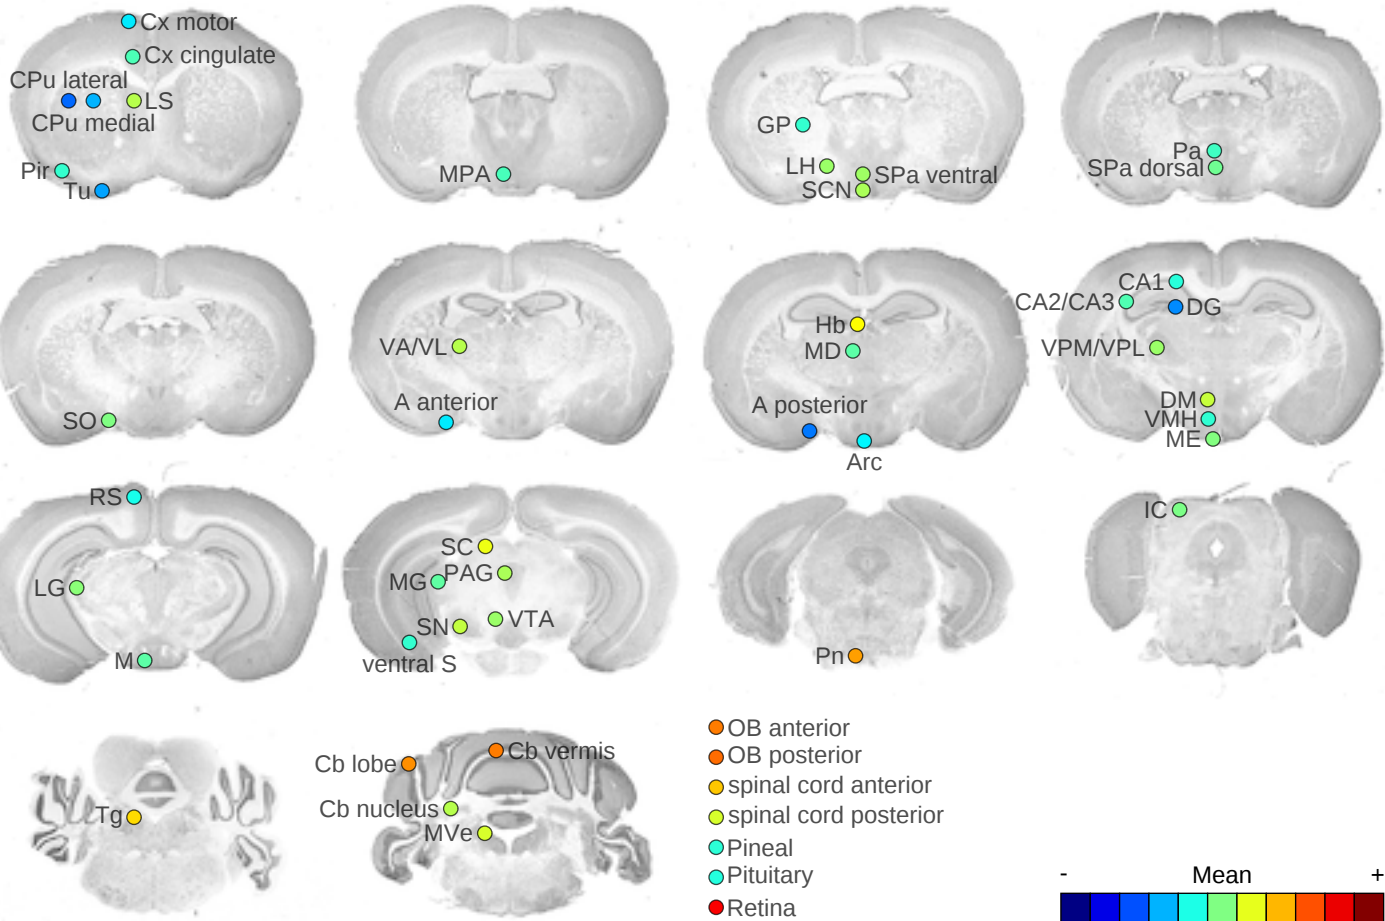 Cx motor
Cx cingulate
CPu lateral
LS
CPu medial
Pir
Tu
MPA
GP
LH
SPa ventral
SCN
Pa
SPa dorsal
SO
VA/VL
A anterior
Hb
MD
A posterior
Arc
CA1
CA2/CA3
DG
VPM/VPL
DM
VMH
ME
RS
LG
M
SC
MG
PAG
SN
VTA
ventral S
Pn
IC
Tg
Cb lobe
Cb vermis
Cb nucleus
MVe
OB anterior
OB posterior
spinal cord anterior
spinal cord posterior
Pineal
Pituitary
Retina
- Mean +